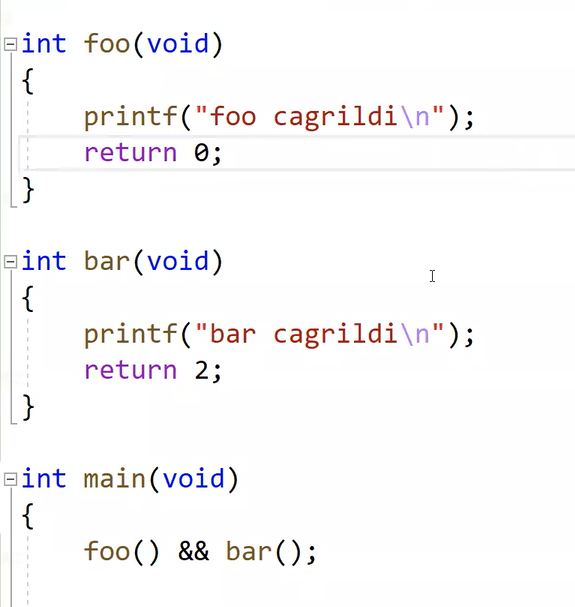 int foo(void)
{
    printf("foo cagrildi\n");
    return 0;
}
int bar(void)
{
    printf("bar cagrildi\n");
    return 2;
}
int main(void)
{
    foo() && bar();